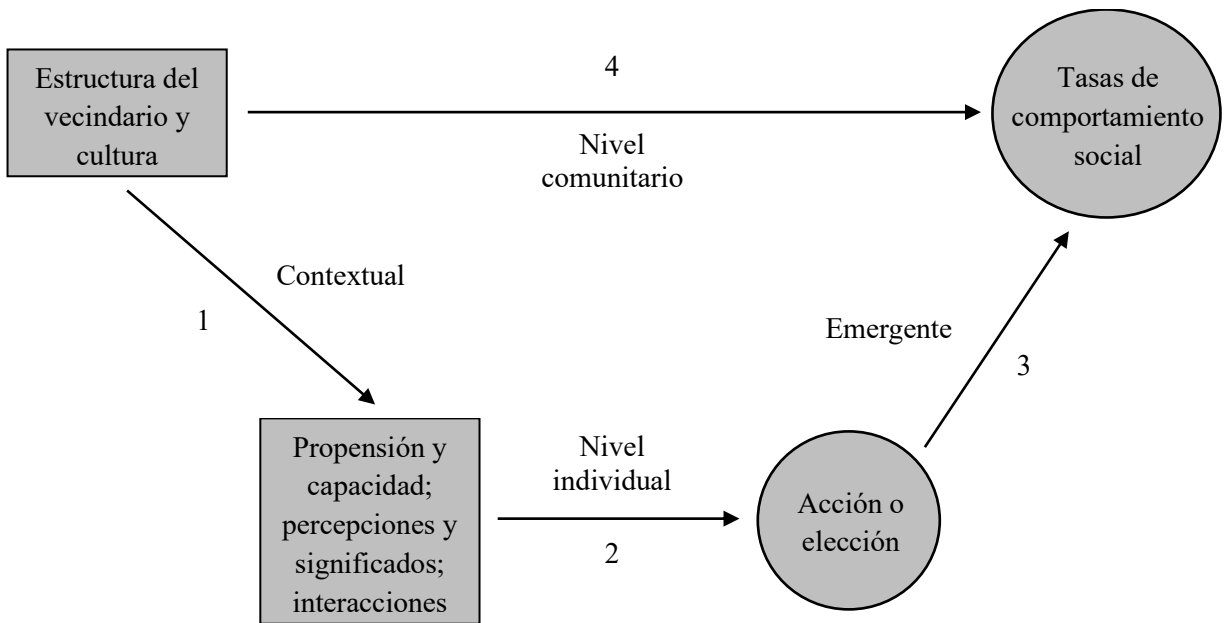 Estructura del
vecindario y
cultura
4
Nivel
comunitario
Tasas de
comportamiento
social
Contextual
1
Emergente
3
Propensión y
capacidad;
percepciones y
significados;
interacciones
Nivel
individual
2
Acción o
elección